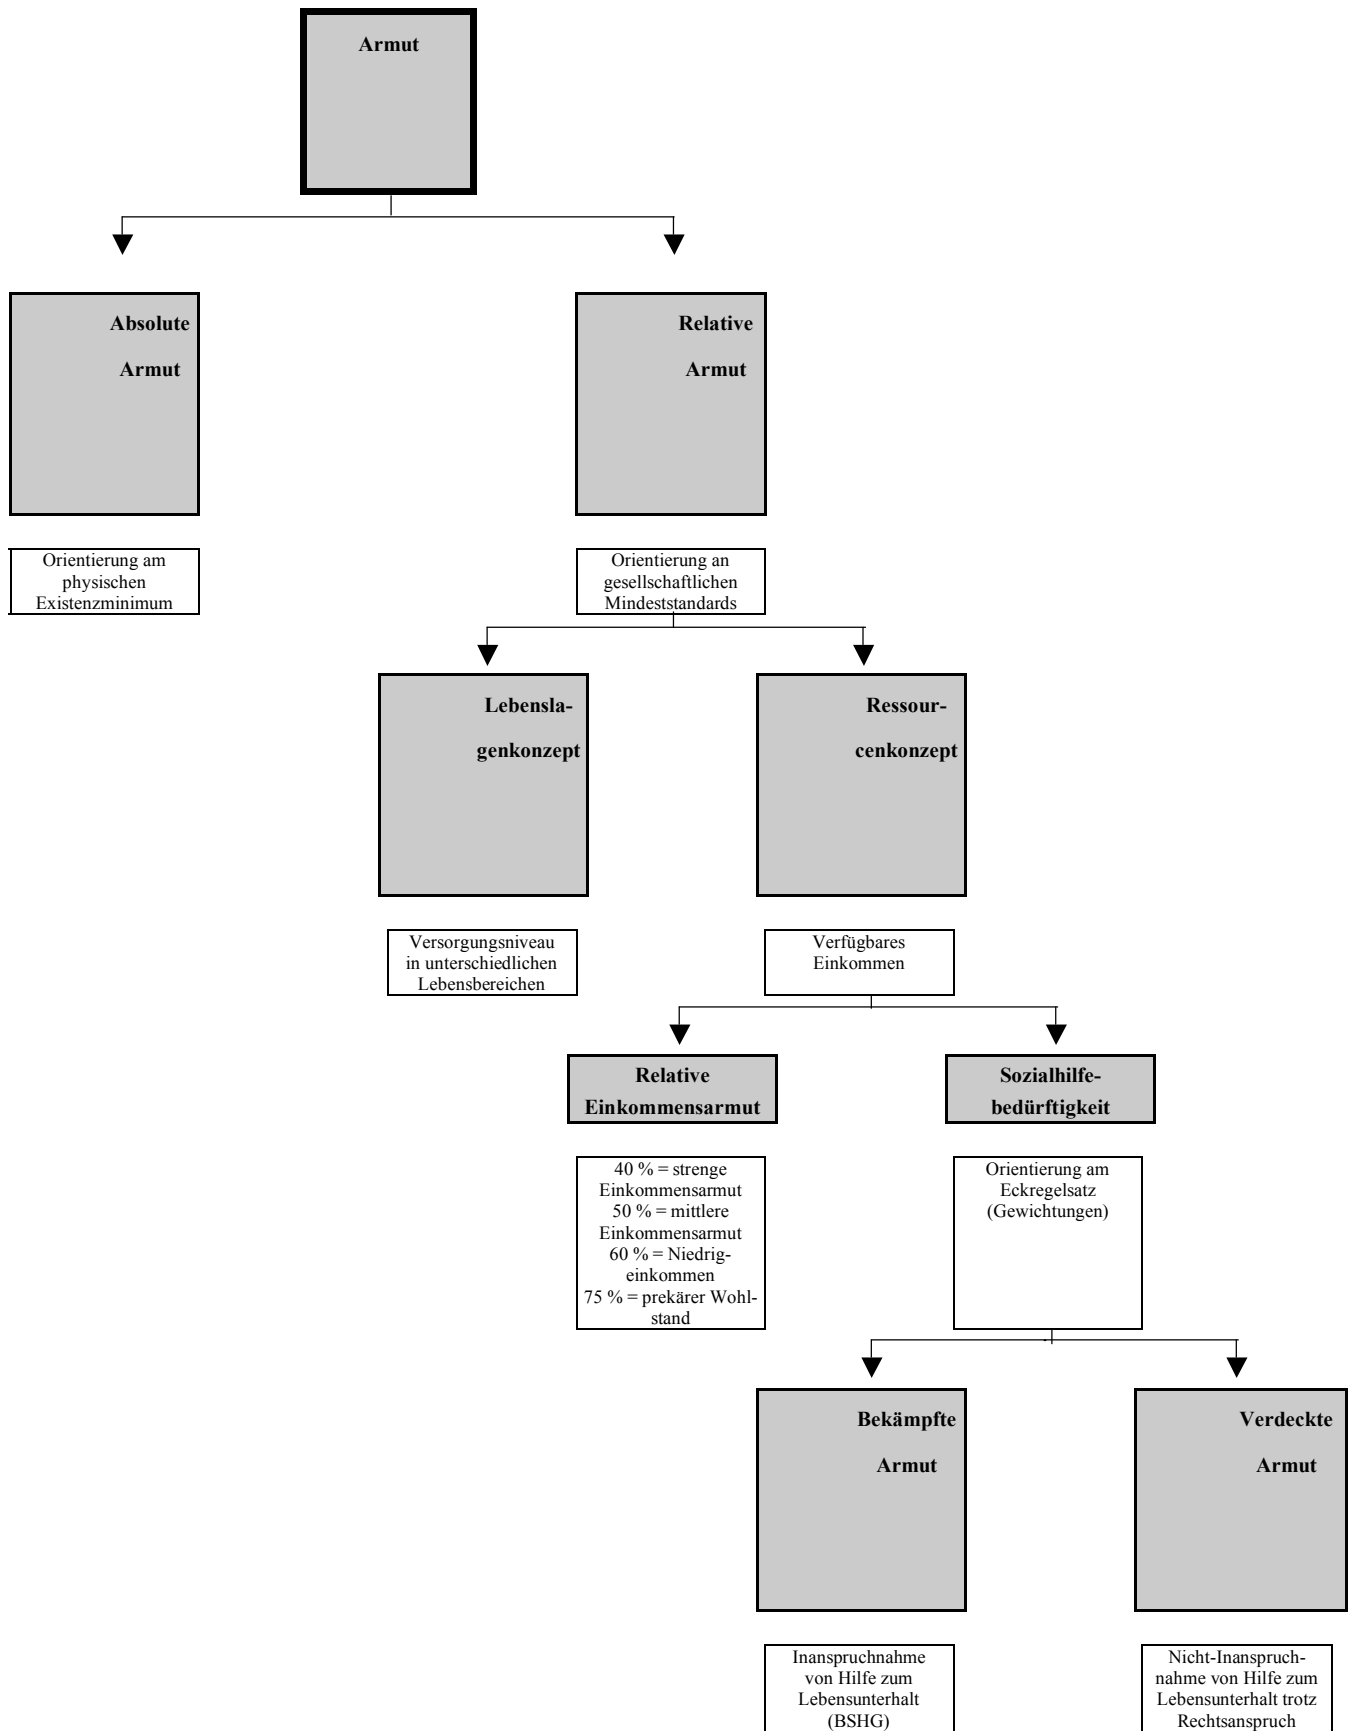 Armut
Absolute
Armut
Relative
Armut
Orientierung am
physischen
Existenzminimum
Orientierung an
gesellschaftlichen
Mindeststandards
Lebensla-
genkonzept
Ressour-
cenkonzept
Versorgungsniveau
in unterschiedlichen
Lebensbereichen
Verfügbares
Einkommen
Relative
Einkommensarmut
Sozialhilfe-
bedürftigkeit
40 % = strenge
Einkommensarmut
50 % = mittlere
Einkommensarmut
60 % = Niedrig-
einkommen
75 % = prekärer Wohl-
stand
Orientierung am
Eckregelsatz
(Gewichtungen)
Bekämpfte
Armut
Verdeckte
Armut
Inanspruchnahme
von Hilfe zum
Lebensunterhalt
(BSHG)
Nicht-Inanspruch-
nahme von Hilfe zum
Lebensunterhalt trotz
Rechtsanspruch